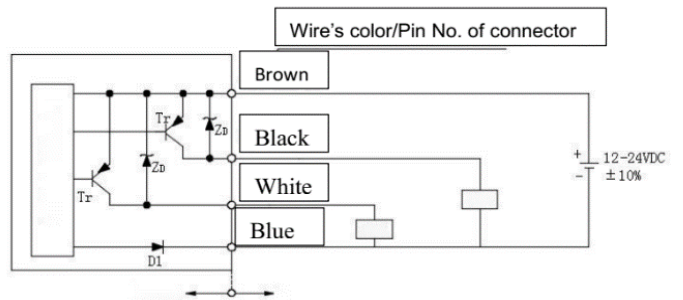 Wire's color/Pin No. of connector
Brown
Tr
ZD
Black
ZD
White
Tr
Blue
D1
+ 12-24VDC
- ±10%